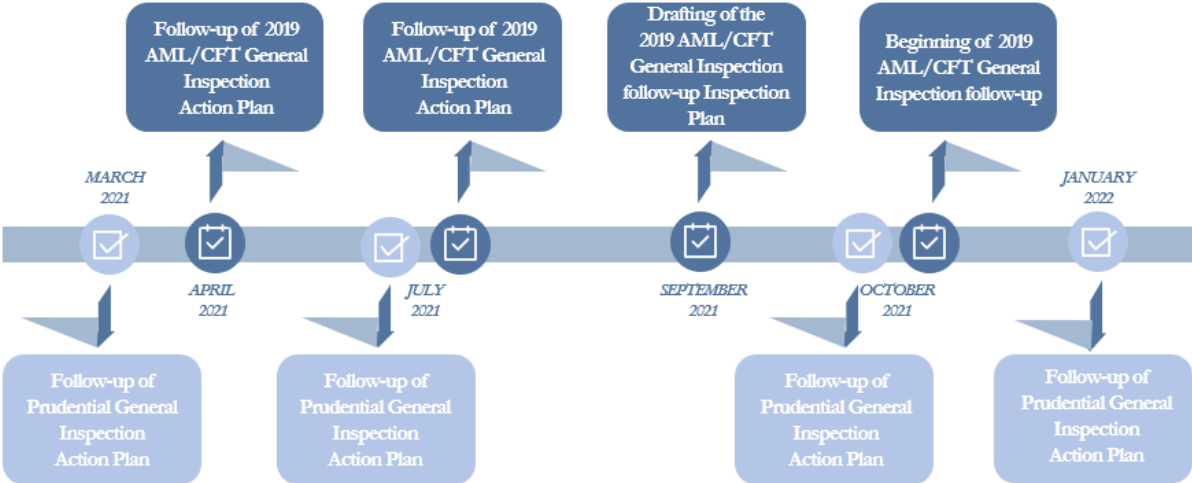 Follow-up of 2019
AML/CFT General
Inspection
Action Plan
Follow-up of 2019
AML/CFT General
Inspection
Action Plan
Drafting of the
2019 AML/CFT
General Inspection
follow-up Inspection
Plan
Beginning of 2019
AML/CFT General
Inspection follow-up
MARCH
2021
JANUARY
2022
APRIL
2021
JULY
2021
SEPTEMBER
2021
OCTOBER
2021
Follow-up of
Prudential General
Inspection
Action Plan
Follow-up of
Prudential General
Inspection
Action Plan
Follow-up of
Prudential General
Inspection
Action Plan
Follow-up of
Prudential General
Inspection
Action Plan